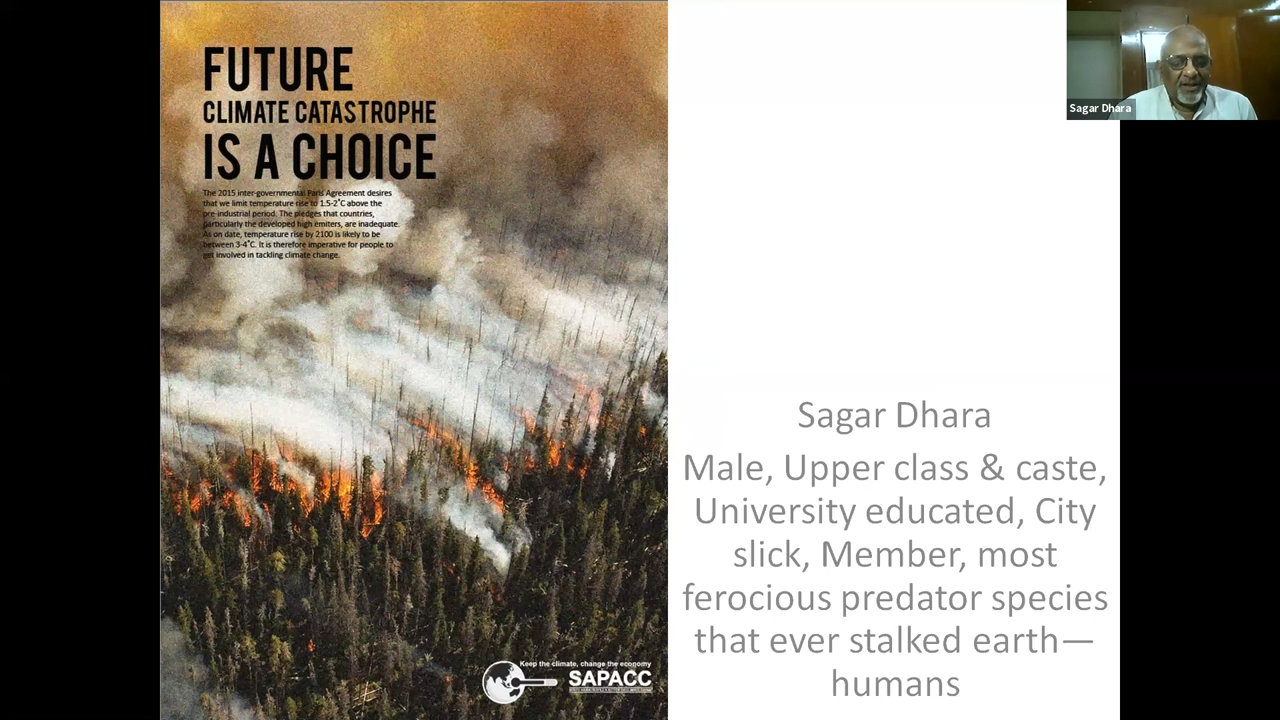 FUTURE
CLIMATE CATASTROPHE
IS A CHOICE
The 2015 inter-governmental Paris Agreement desires
that we limit temperature rise to 1.5-2˚C above the
pre-industrial period. The pledges that countries,
particularly the developed high emiters, are inadequate.
As on date, temperature rise by 2100 is likely to be
between 3-4˚C. It is therefore imperative for people to
get involved in tackling climate change.
Keep the climate, change the economy
SAPACC
Sagar Dhara
Male, Upper class & caste,
University educated, City
slick, Member, most
ferocious predator species
that ever stalked earth—
humans
Sagar Dhara